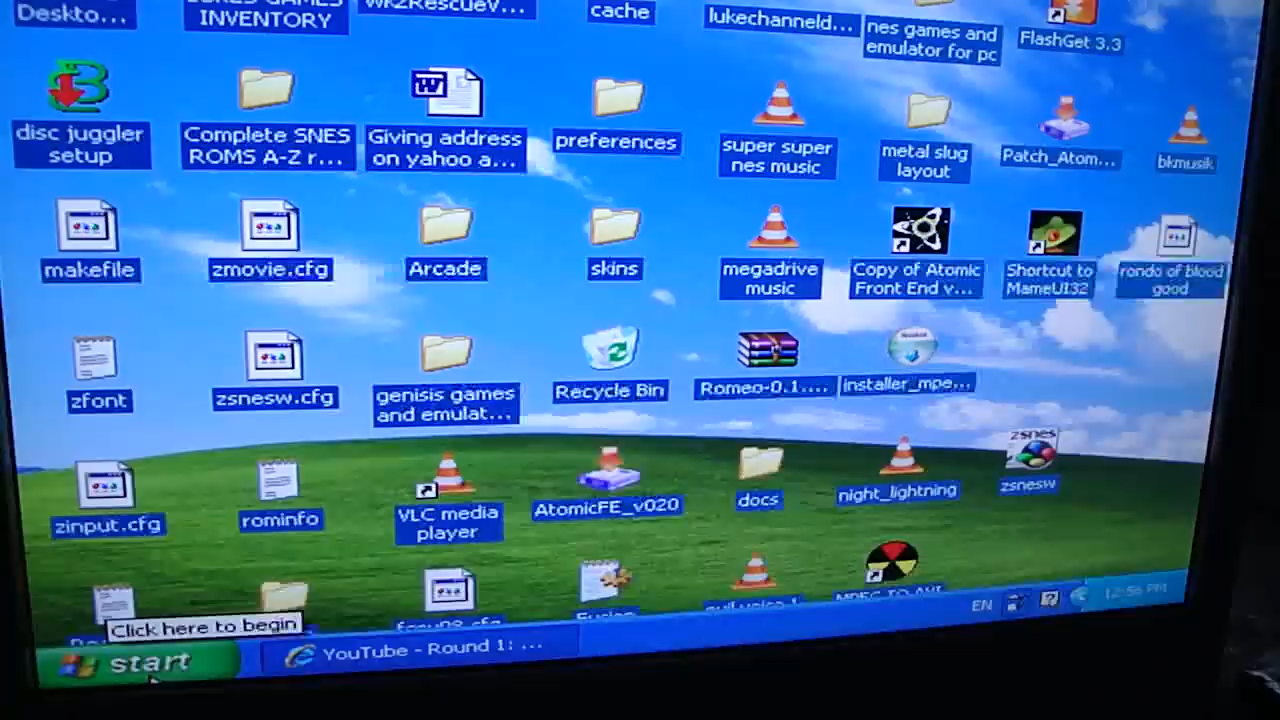 Deskto...
INVENTORY
cache
lukechanneld...
nes games and
emulator for pc
FlashGet 3.3
disc juggler
setup
Complete SNES
ROMS A-Z r...
Giving address
on yahoo a...
preferences
super super
nes music
metal slug
layout
Patch_Atom...
bkmusik
makefile
zmovie.cfg
Arcade
skins
megadrive
music
Copy of Atomic
Front End v...
Shortcut to
MameUI32
rondo of blood
good
zfont
zsnesw.cfg
genisis games
and emulat...
Recycle Bin
Romeo-0.1....
installer_mpe...
zinput.cfg
rominfo
VLC media
player
AtomicFE_v020
docs
night_lightning
zsnes
zsnesw
Fusion
MPEG TO AVI
Click here to begin
start
YouTube - Round 1: ...
EN
12:56 PM